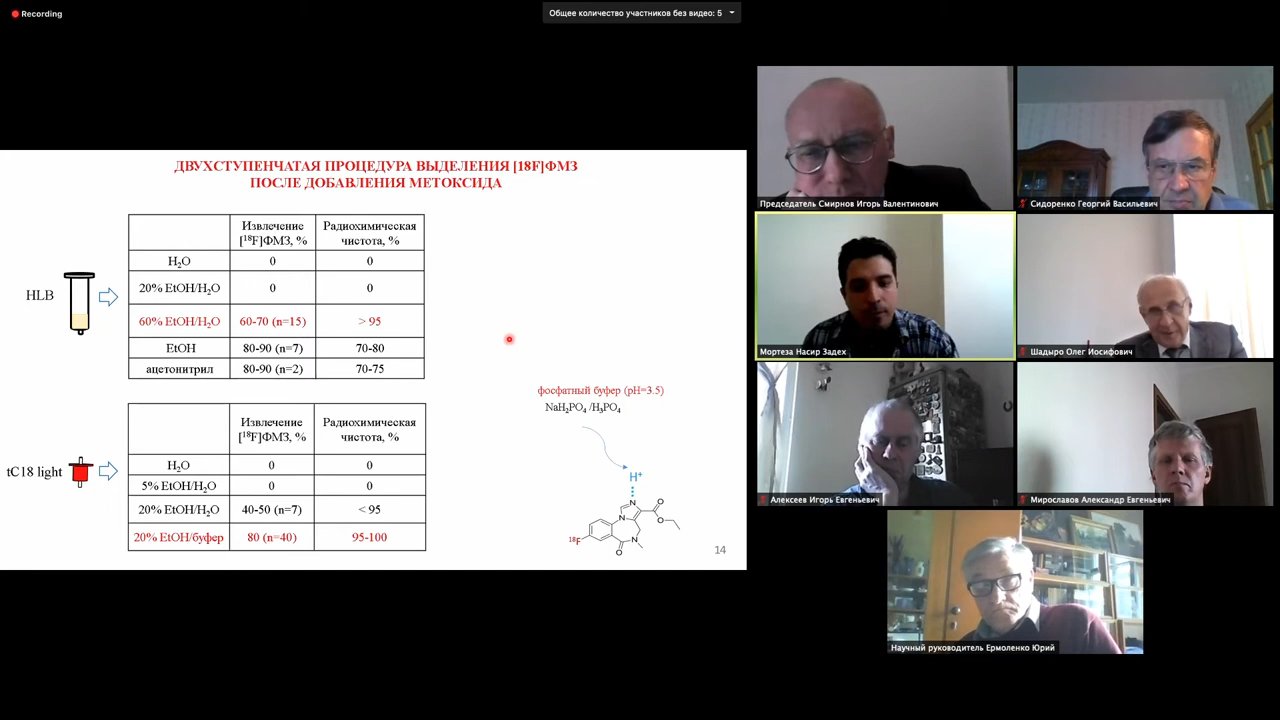 Recording
Общее количество участников без видео: 5
ДВУХСТУПЕНЧАТАЯ ПРОЦЕДУРА ВЫДЕЛЕНИЯ [18F]ФМЗ
ПОСЛЕ ДОБАВЛЕНИЯ МЕТОКСИДА
HLB
Извлечение [¹⁸F]ФМЗ, % Радиохимическая чистота, %
H₂O 0 0
20% EtOH/H₂O 0 0
60% EtOH/H₂O 60-70 (n=15) > 95
EtOH 80-90 (n=7) 70-80
ацетонитрил 80-90 (n=2) 70-75
tC18 light
Извлечение [¹⁸F]ФМЗ, % Радиохимическая чистота, %
H₂O 0 0
5% EtOH/H₂O 0 0
20% EtOH/H₂O 40-50 (n=7) < 95
20% EtOH/буфер 80 (n=40) 95-100
фосфатный буфер (pH=3.5)
NaH₂PO₄ /H₃PO₄
H⁺
N
O
N
O
¹⁸F
N
O
14
Председатель Смирнов Игорь Валентинович
Сидоренко Георгий Васильевич
Мортеза Насир Задех
Шадыро Олег Иосифович
Алексеев Игорь Евгеньевич
Мирославов Александр Евгеньевич
Научный руководитель Ермоленко Юрий